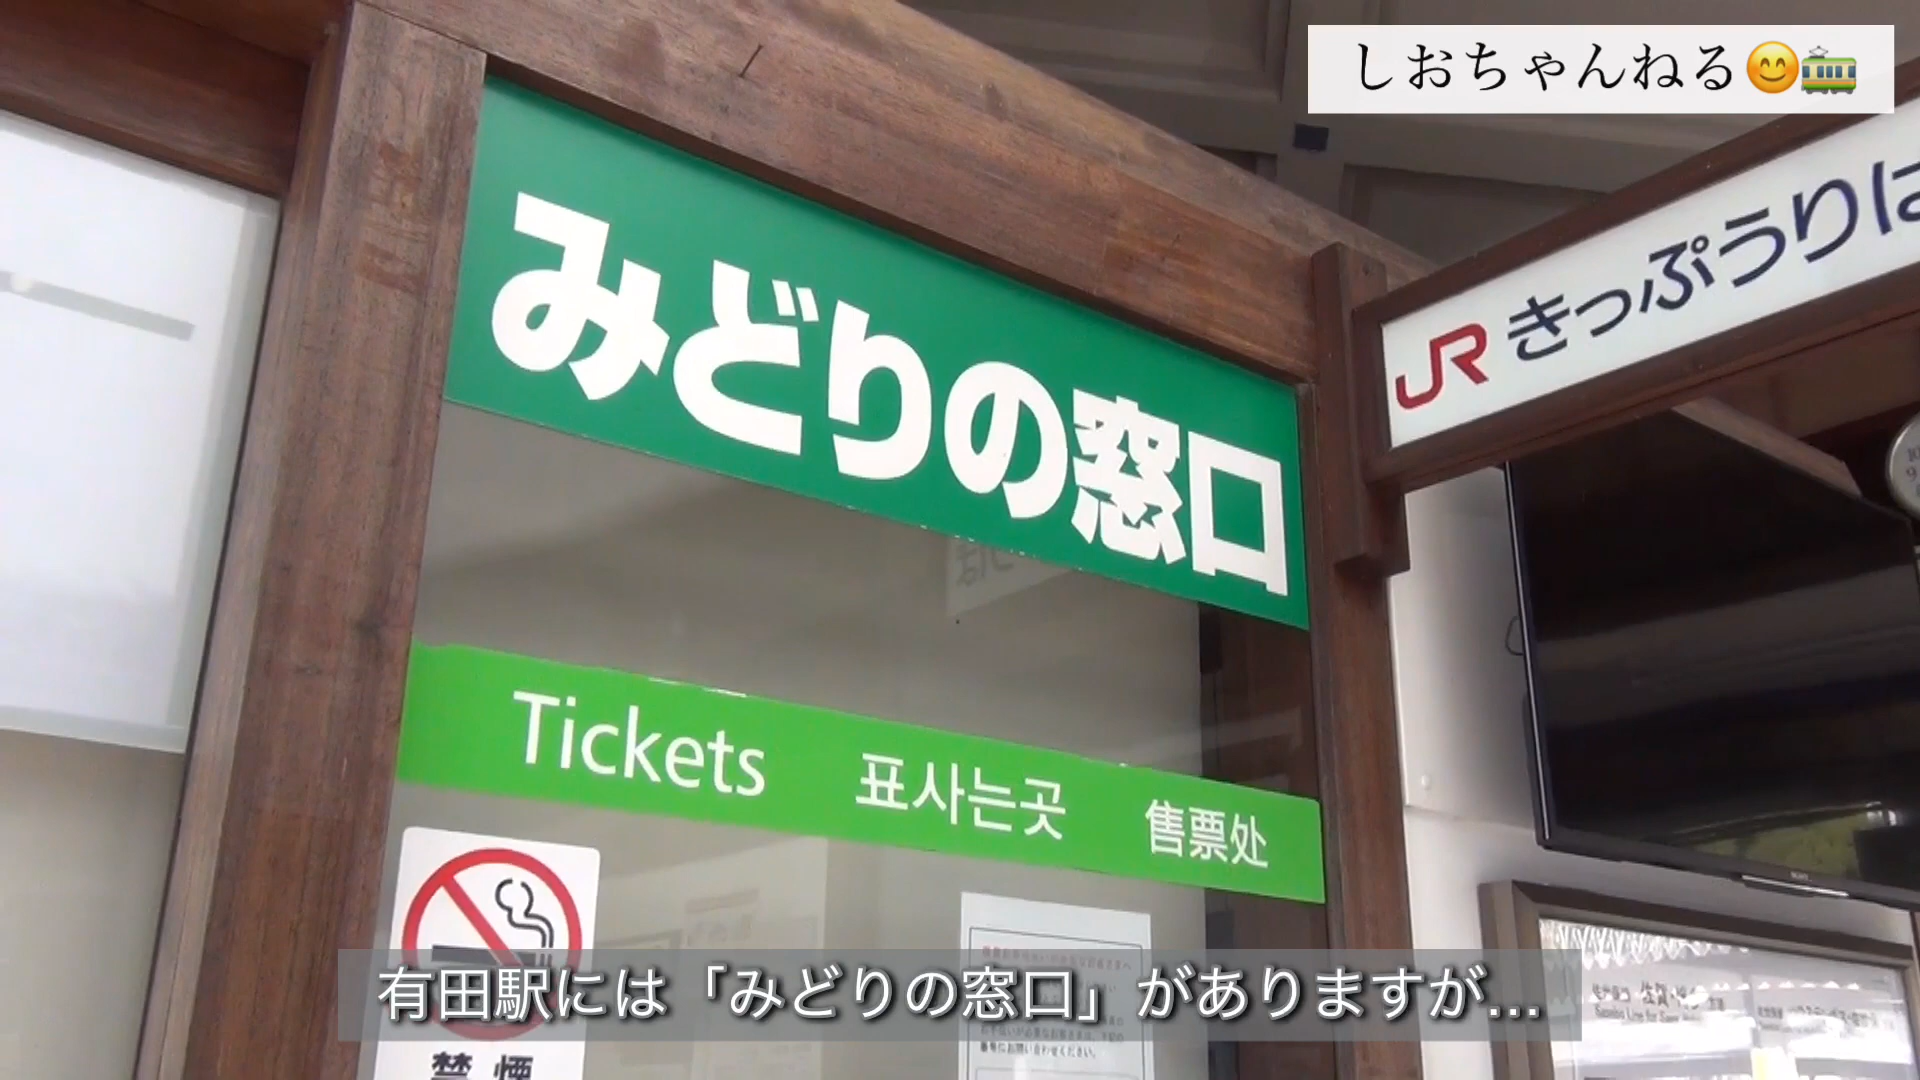 しおちゃんねる😊🚃
みどりの窓口
JR きっぷうりば
Tickets 표사는곳 售票处
有田駅には「みどりの窓口」がありますが…
禁煙